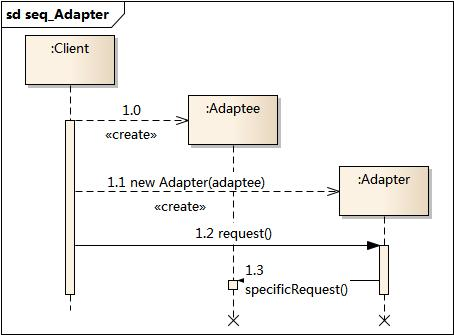 sd seq_Adapter
:Client
1.0
:Adaptee
«create»
1.1 new Adapter(adaptee)
:Adapter
«create»
1.2 request()
1.3
specificRequest()